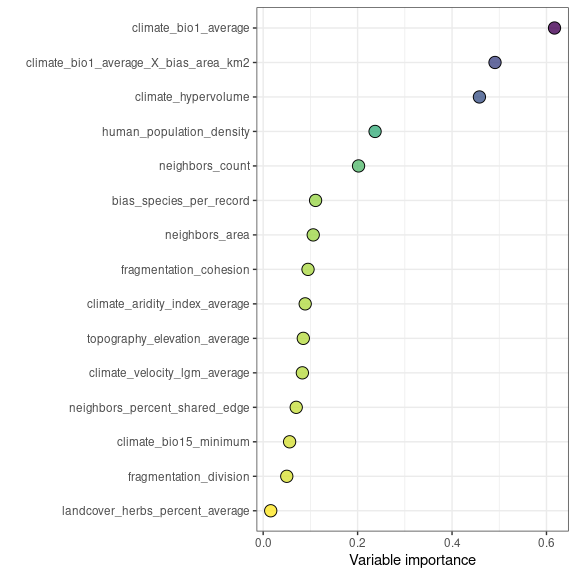 climate_bio1_average
climate_bio1_average_X_bias_area_km2
climate_hypervolume
human_population_density
neighbors_count
bias_species_per_record
neighbors_area
fragmentation_cohesion
climate_aridity_index_average
topography_elevation_average
climate_velocity_lgm_average
neighbors_percent_shared_edge
climate_bio15_minimum
fragmentation_division
landcover_herbs_percent_average
0.0 0.2 0.4 0.6
Variable importance